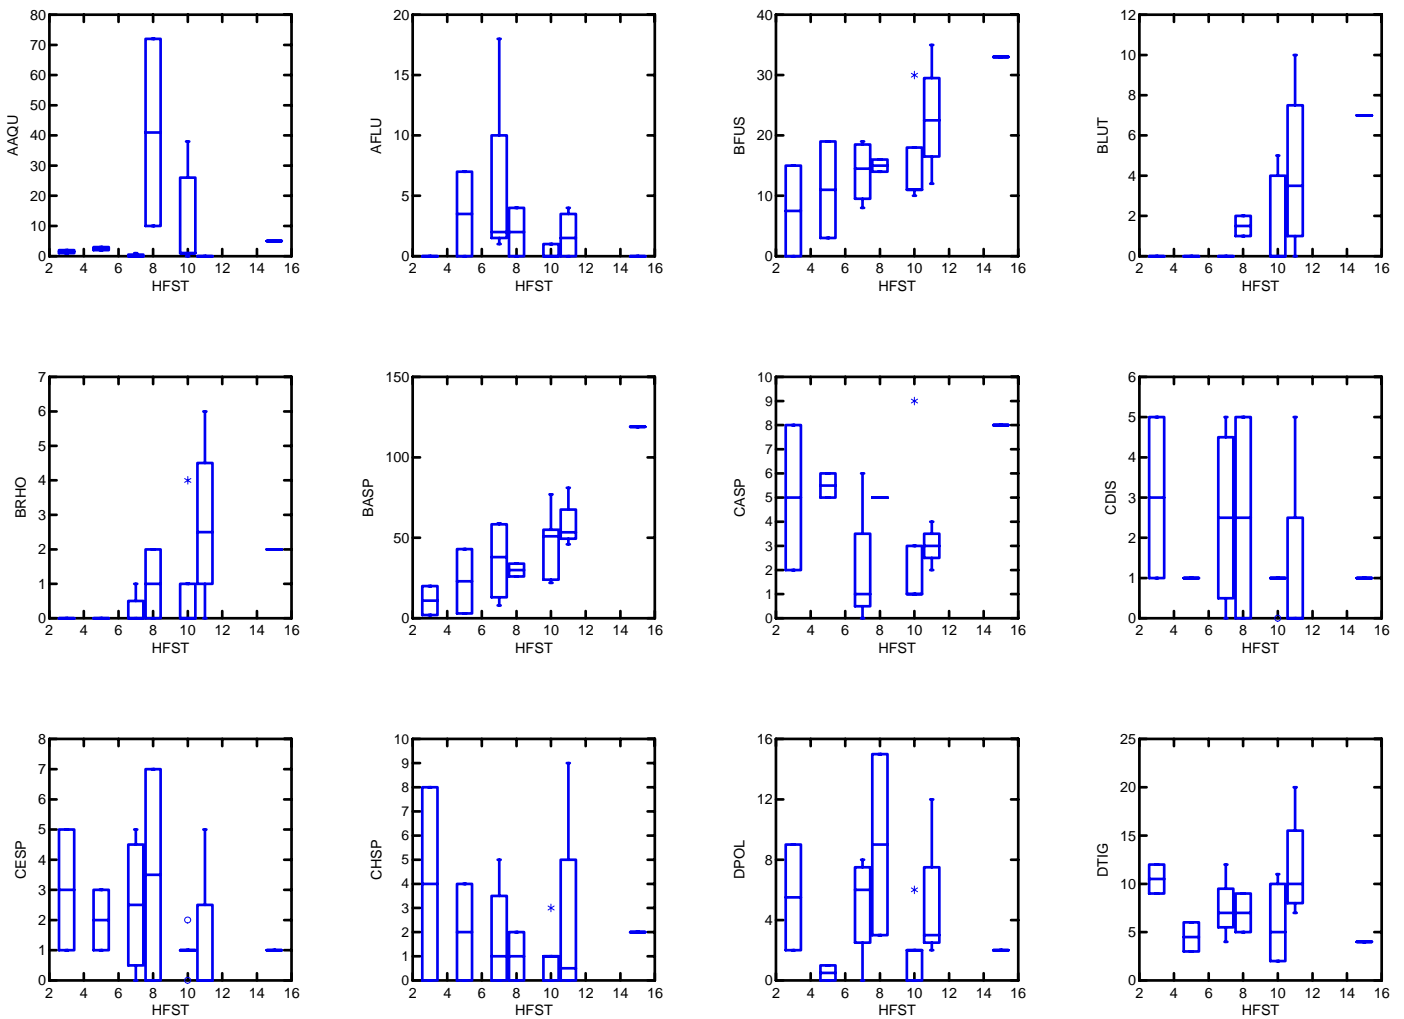 80 20 40 12
70 10
60 15 30
50 8
AAQU 40 AFLU 10 BFUS 20 BLUT 6
30 4
20 5 10
10 2
0 0 0 0
2 4 6 8 10 12 14 16 2 4 6 8 10 12 14 16 2 4 6 8 10 12 14 16 2 4 6 8 10 12 14 16
HFST HFST HFST HFST
7 150 10 6
6 9 5
5 100 8 4
4 7
BRHO 3 BASP CASP 6 CDIS 3
2 50 5 2
1 4
0 0 3 1
2
1
0 0
2 4 6 8 10 12 14 16 2 4 6 8 10 12 14 16 2 4 6 8 10 12 14 16 2 4 6 8 10 12 14 16
HFST HFST HFST HFST
8 10 16 25
7 9
6 8 12 20
5 7
CESP 4 CHSP 6 DPOL 8 DTIG 15
3 5 10
2 4 4
1 3 5
0 2
1
0 0 0
2 4 6 8 10 12 14 16 2 4 6 8 10 12 14 16 2 4 6 8 10 12 14 16 2 4 6 8 10 12 14 16
HFST HFST HFST HFST